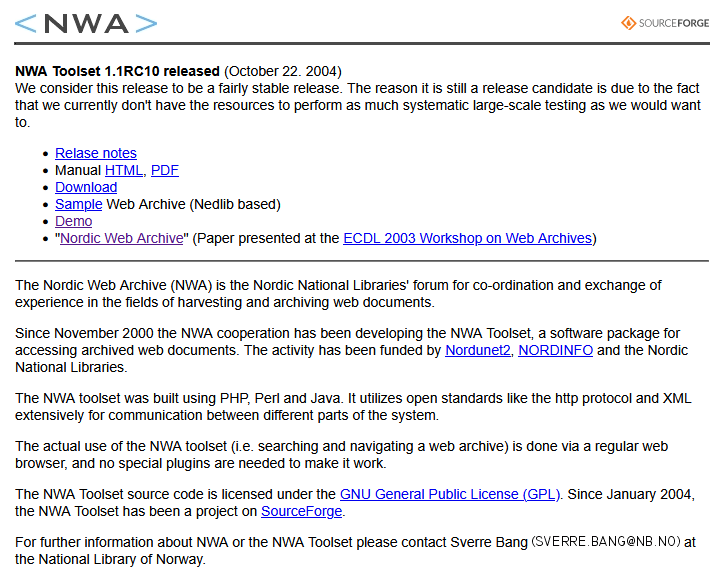 <NWA>
SOURCEFORGE
NWA Toolset 1.1RC10 released (October 22. 2004)
We consider this release to be a fairly stable release. The reason it is still a release candidate is due to the fact
that we currently don't have the resources to perform as much systematic large-scale testing as we would want
to.
• Relase notes
• Manual HTML, PDF
• Download
• Sample Web Archive (Nedlib based)
• Demo
• "Nordic Web Archive" (Paper presented at the ECDL 2003 Workshop on Web Archives)
The Nordic Web Archive (NWA) is the Nordic National Libraries' forum for co-ordination and exchange of
experience in the fields of harvesting and archiving web documents.
Since November 2000 the NWA cooperation has been developing the NWA Toolset, a software package for
accessing archived web documents. The activity has been funded by Nordunet2, NORDINFO and the Nordic
National Libraries.
The NWA toolset was built using PHP, Perl and Java. It utilizes open standards like the http protocol and XML
extensively for communication between different parts of the system.
The actual use of the NWA toolset (i.e. searching and navigating a web archive) is done via a regular web
browser, and no special plugins are needed to make it work.
The NWA Toolset source code is licensed under the GNU General Public License (GPL). Since January 2004,
the NWA Toolset has been a project on SourceForge.
For further information about NWA or the NWA Toolset please contact Sverre Bang (SVERRE.BANG@NB.NO) at
the National Library of Norway.